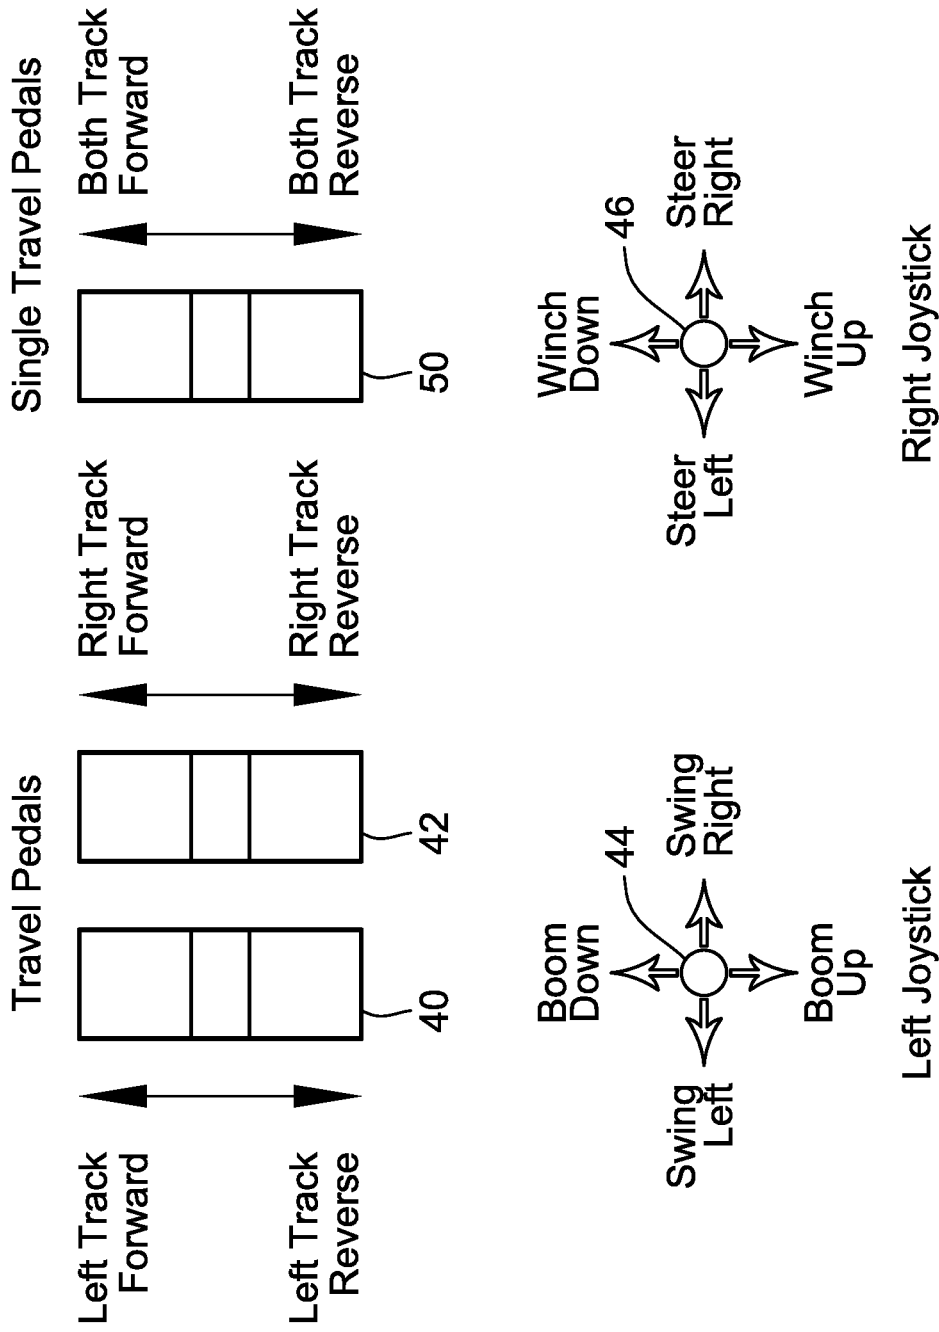 Travel Pedals
Single Travel Pedals
Left Track
Forward
Right Track
Forward
Both Track
Forward
Left Track
Reverse
Right Track
Reverse
Both Track
Reverse
40
42
50
Boom
Down
44
Swing
Left
Swing
Right
Boom
Up
Left Joystick
Winch
Down
46
Steer
Left
Steer
Right
Winch
Up
Right Joystick